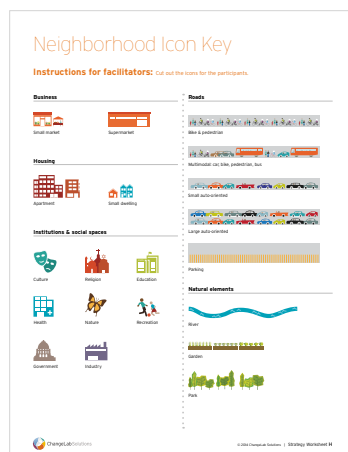 Neighborhood Icon Key
Instructions for facilitators: Cut out the icons for the participants.
Business
Small market
Supermarket
Housing
Apartment
Small dwelling
Institutions & social spaces
Culture
Religion
Education
Health
Nature
Recreation
Government
Industry
Roads
Bike & pedestrian
Multimodal: car, bike, pedestrian, bus
Small auto-oriented
Large auto-oriented
Parking
Natural elements
River
Garden
Park
ChangeLabSolutions
© 2014 ChangeLab Solutions | Strategy Worksheet H